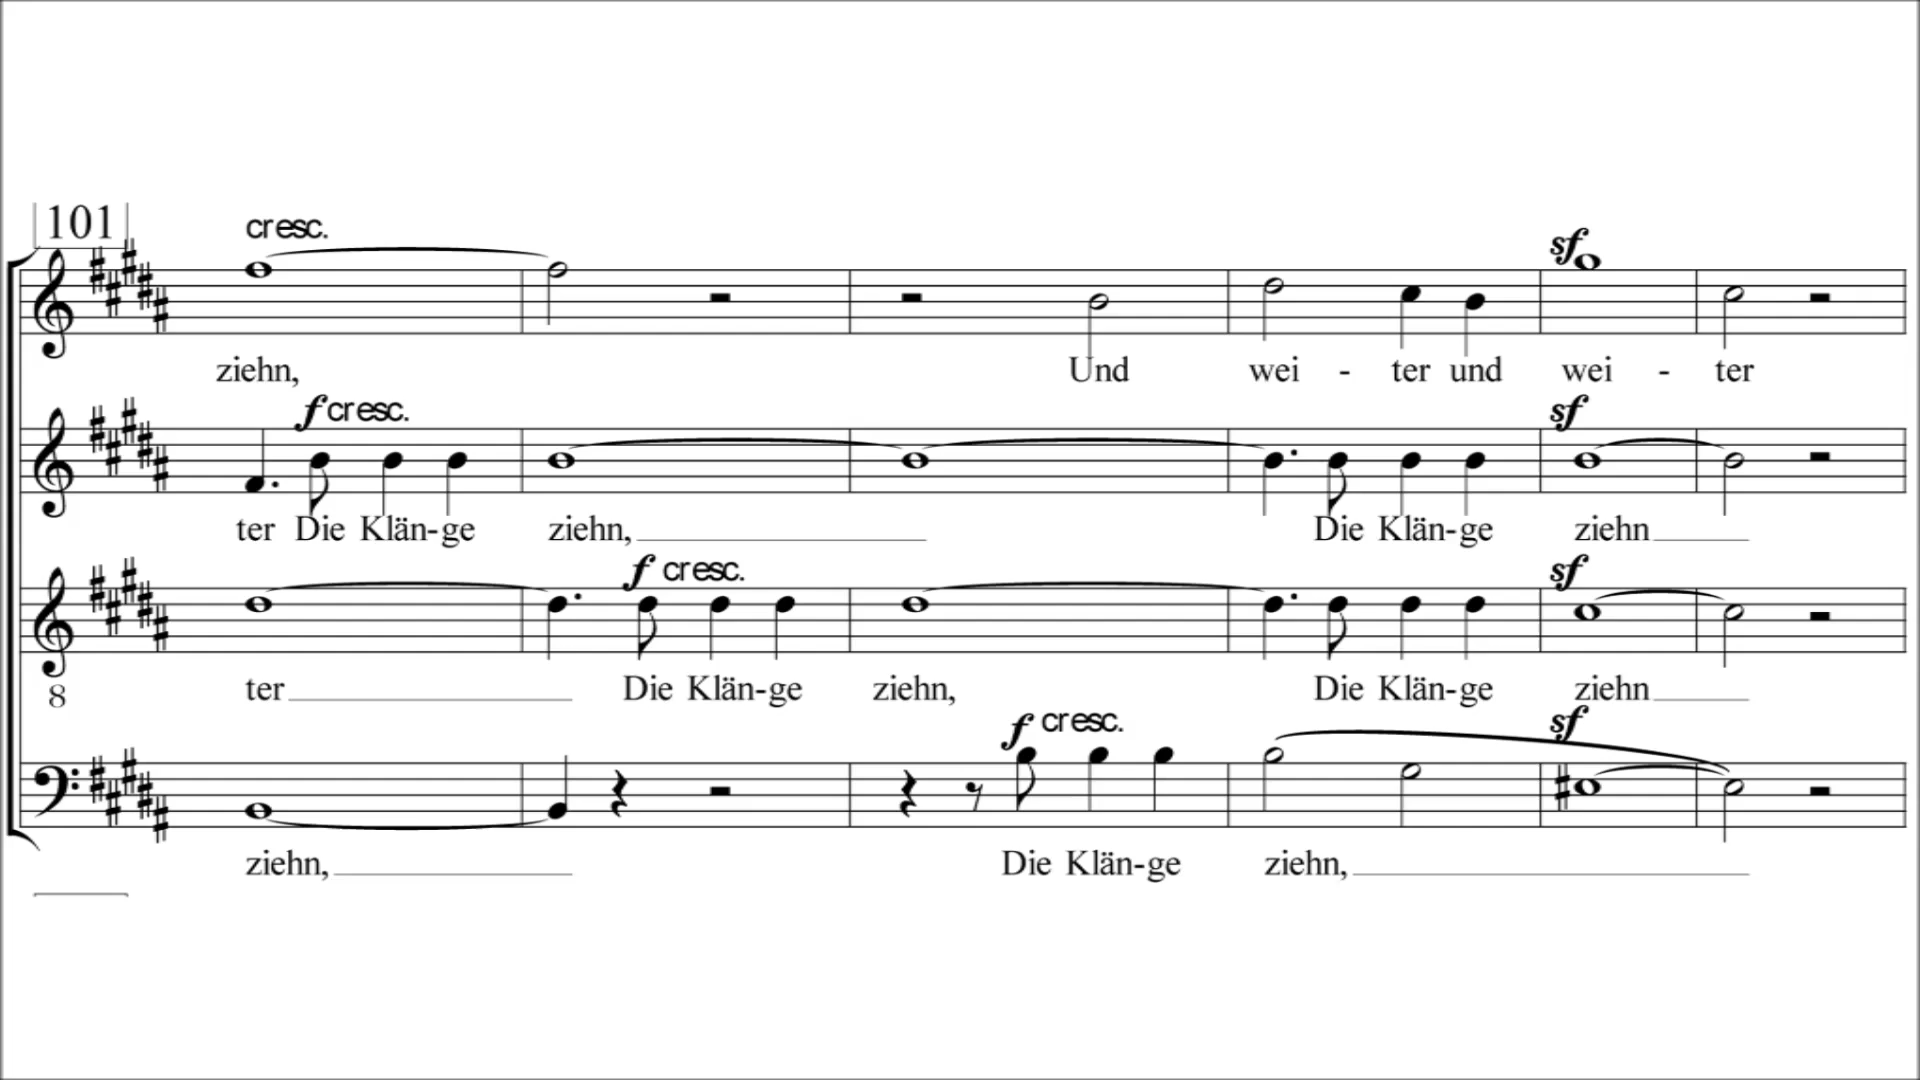 101
cresc.
sf
ziehn, Und wei - ter und wei - ter
f cresc. sf
ter Die Klän-ge ziehn, Die Klän-ge ziehn
f cresc. sf
8
ter Die Klän-ge ziehn, Die Klän-ge ziehn
f cresc. sf
ziehn, Die Klän-ge ziehn,